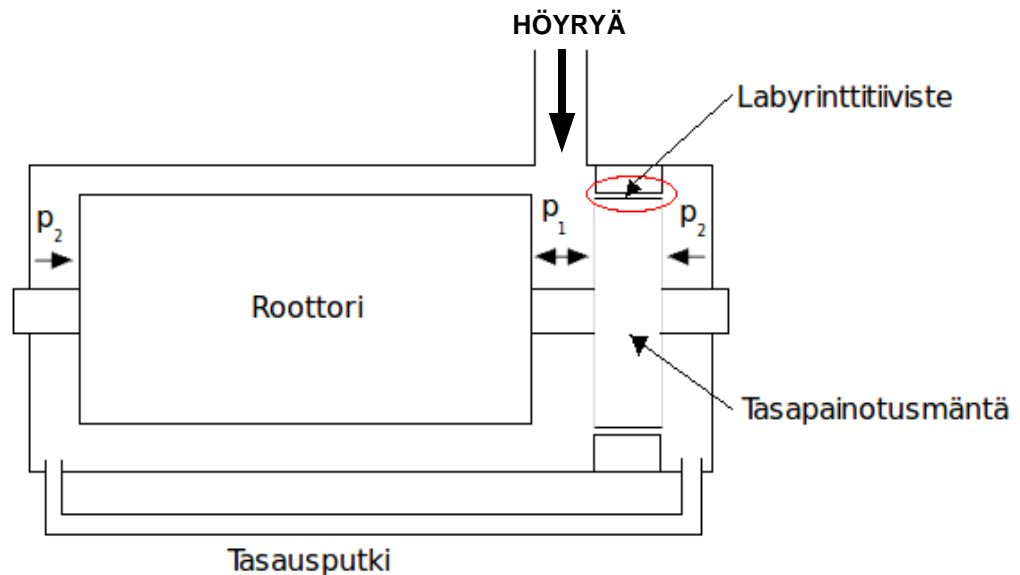 HÖYRYÄ
Labyrinttitiiviste
p2
p1
p2
Roottori
Tasapainotusmäntä
Tasausputki